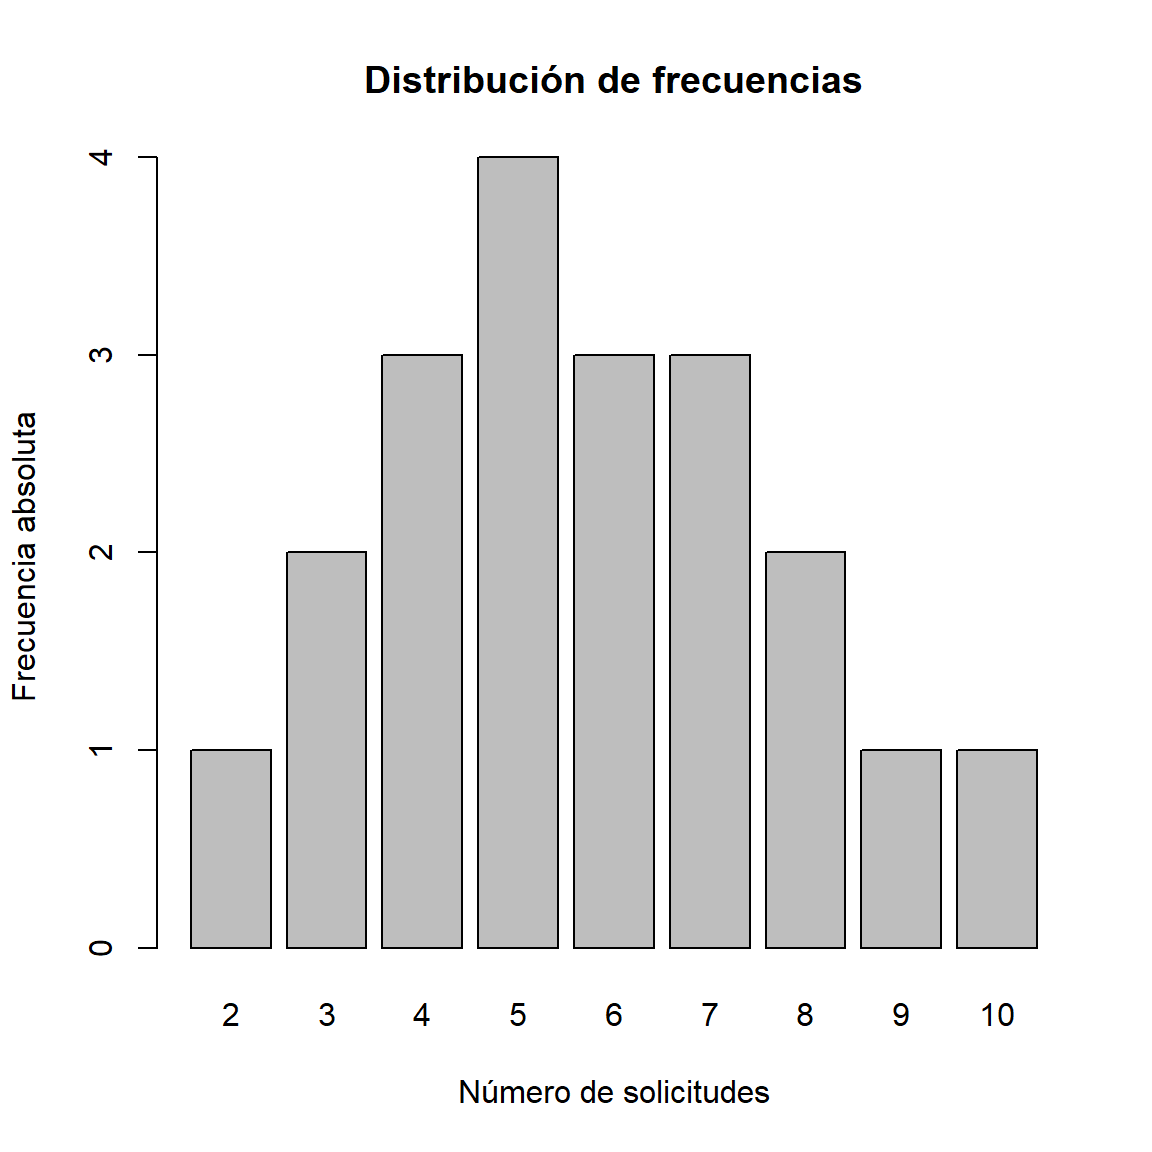 Distribución de frecuencias
Frecuencia absoluta
4
3
2
1
0
2 3 4 5 6 7 8 9 10
Número de solicitudes